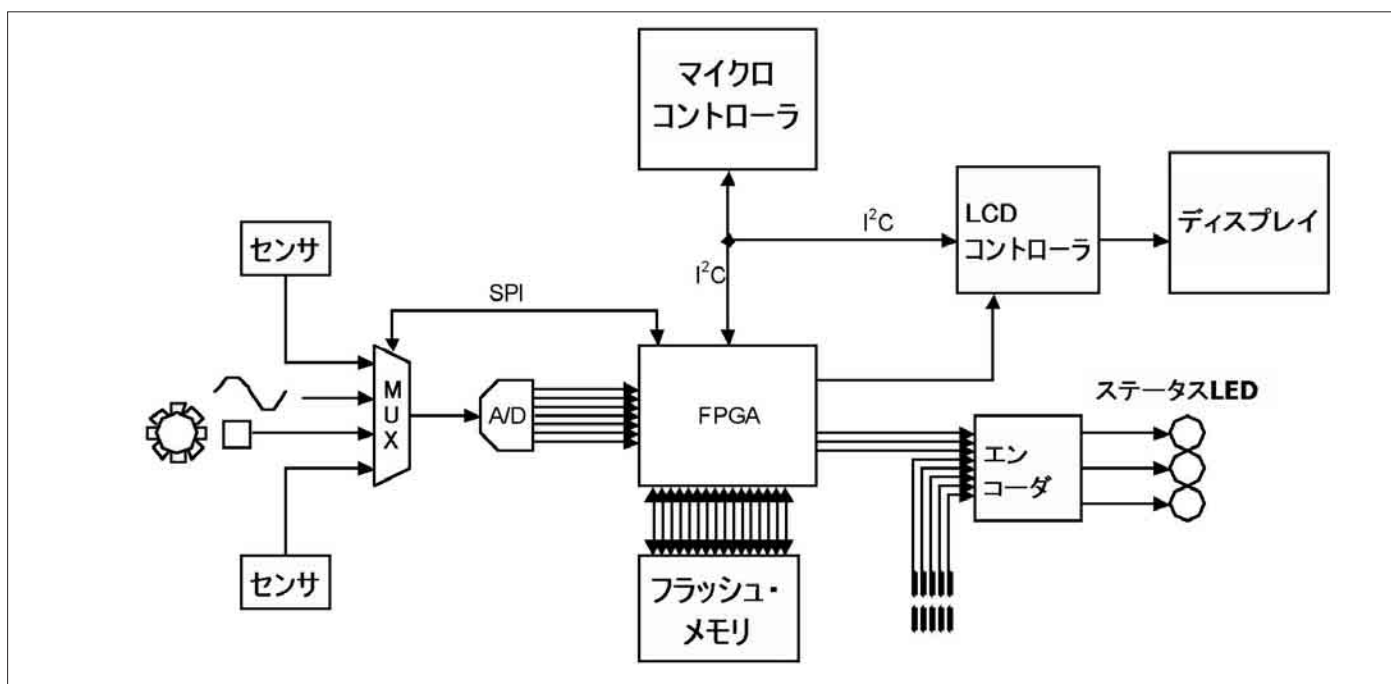 マイクロ
コントローラ
I²C
LCD
コントローラ
ディスプレイ
センサ
I²C
SPI
MUX
A/D
FPGA
ステータスLED
エン
コーダ
センサ
フラッシュ・
メモリ